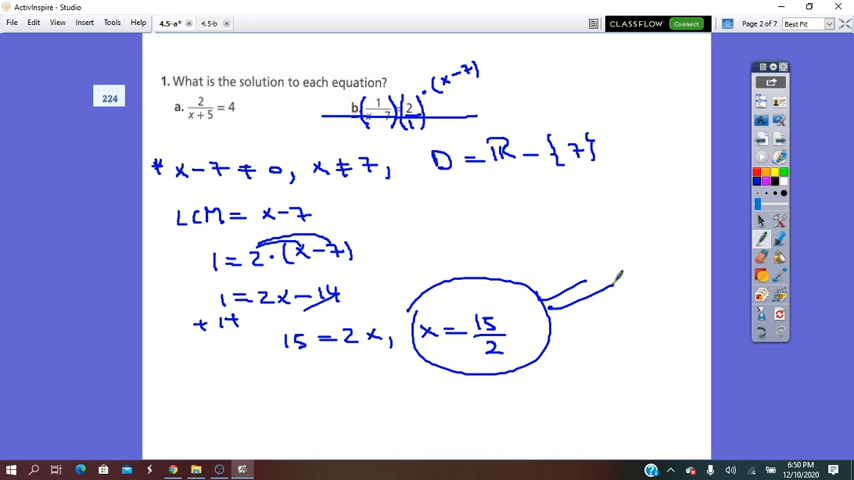 ActivInspire - Studio
File Edit View Insert Tools Help
4.5-a* 4.5-b
CLASSFLOW Connect
Page 2 of 7 Best Fit
224
1. What is the solution to each equation?
a. 2/(x + 5) = 4
b. (1/(x − 7)) = (2/1) · (x−7)
* x−7 ≠ 0, x ≠ 7, D = ℝ − {7}
LCM = x−7
1 = 2 · (x−7)
1 = 2x − 14
+ 14
15 = 2x, x = 15/2
6:50 PM
12/10/2020